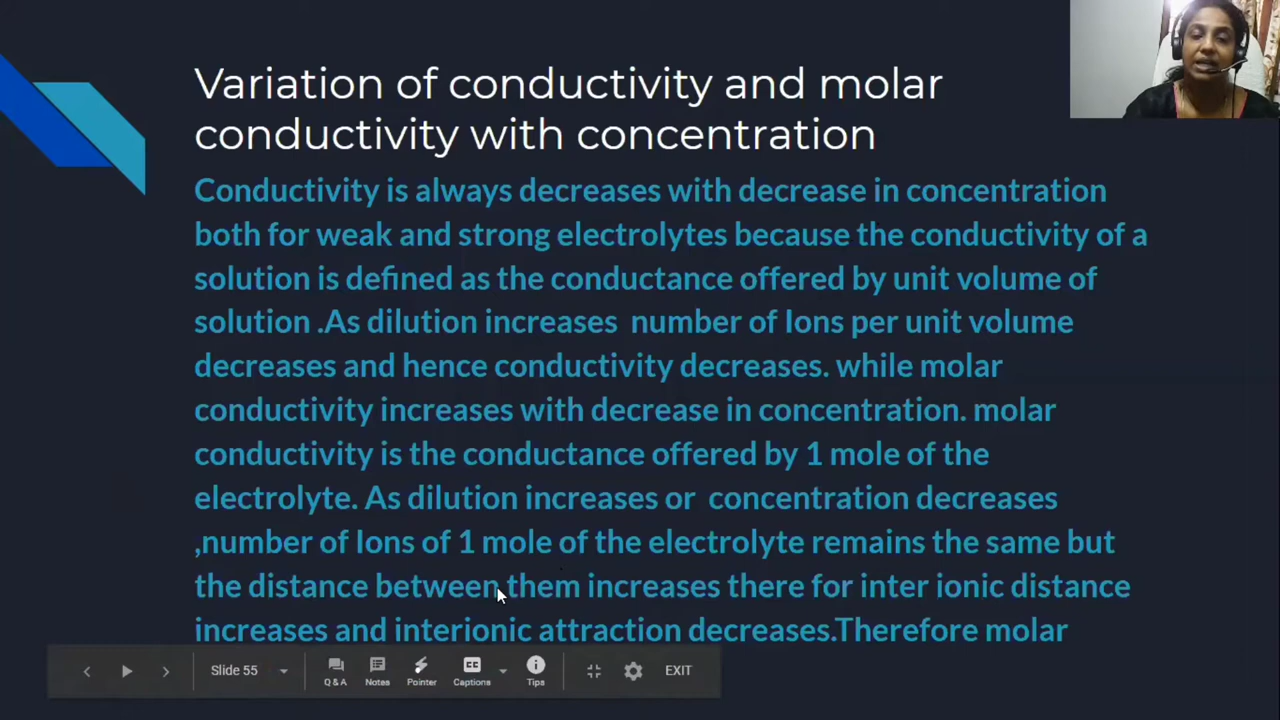 Variation of conductivity and molar
conductivity with concentration
Conductivity is always decreases with decrease in concentration
both for weak and strong electrolytes because the conductivity of a
solution is defined as the conductance offered by unit volume of
solution .As dilution increases number of Ions per unit volume
decreases and hence conductivity decreases. while molar
conductivity increases with decrease in concentration. molar
conductivity is the conductance offered by 1 mole of the
electrolyte. As dilution increases or concentration decreases
,number of Ions of 1 mole of the electrolyte remains the same but
the distance between them increases there for inter ionic distance
increases and interionic attraction decreases.Therefore molar
Slide 55
Q & A
Notes
Pointer
CC
Captions
Tips
EXIT